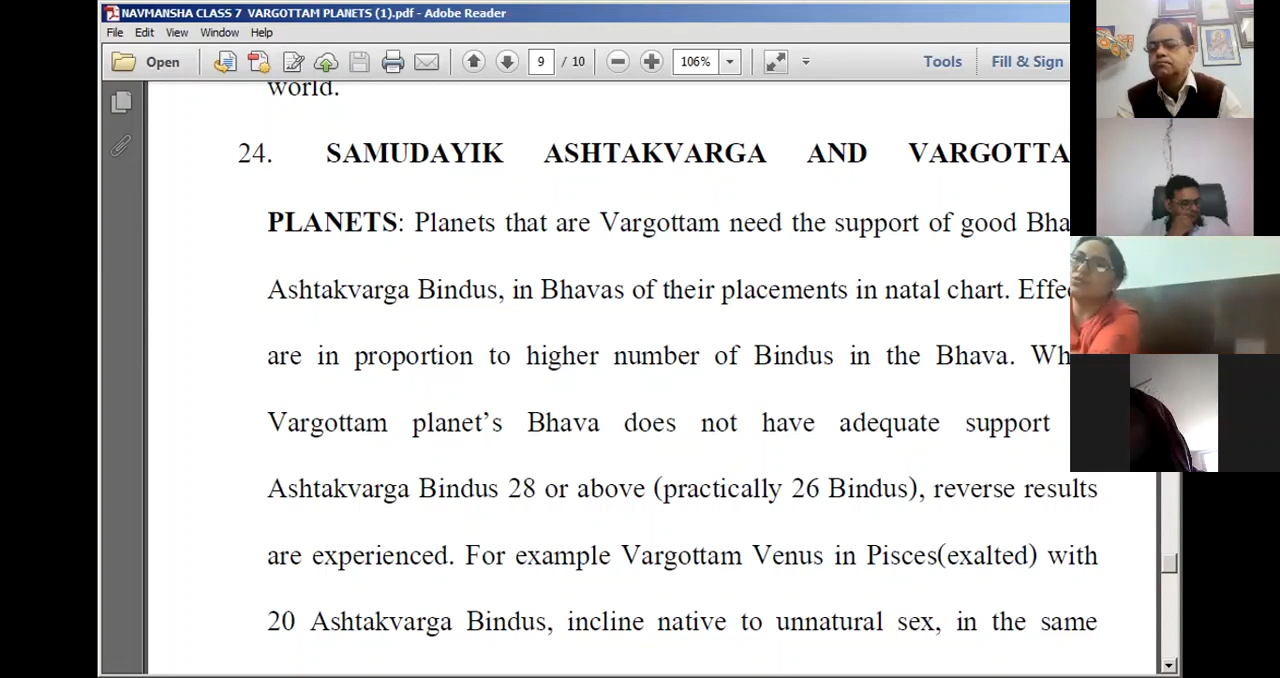 NAVMANSHA CLASS 7 VARGOTTAM PLANETS (1).pdf - Adobe Reader
File Edit View Window Help
Open 9 / 10 106% Tools Fill & Sign
world.
24. SAMUDAYIK ASHTAKVARGA AND VARGOTTA
PLANETS: Planets that are Vargottam need the support of good Bha
Ashtakvarga Bindus, in Bhavas of their placements in natal chart. Effe
are in proportion to higher number of Bindus in the Bhava. Wh
Vargottam planet's Bhava does not have adequate support
Ashtakvarga Bindus 28 or above (practically 26 Bindus), reverse results
are experienced. For example Vargottam Venus in Pisces(exalted) with
20 Ashtakvarga Bindus, incline native to unnatural sex, in the same